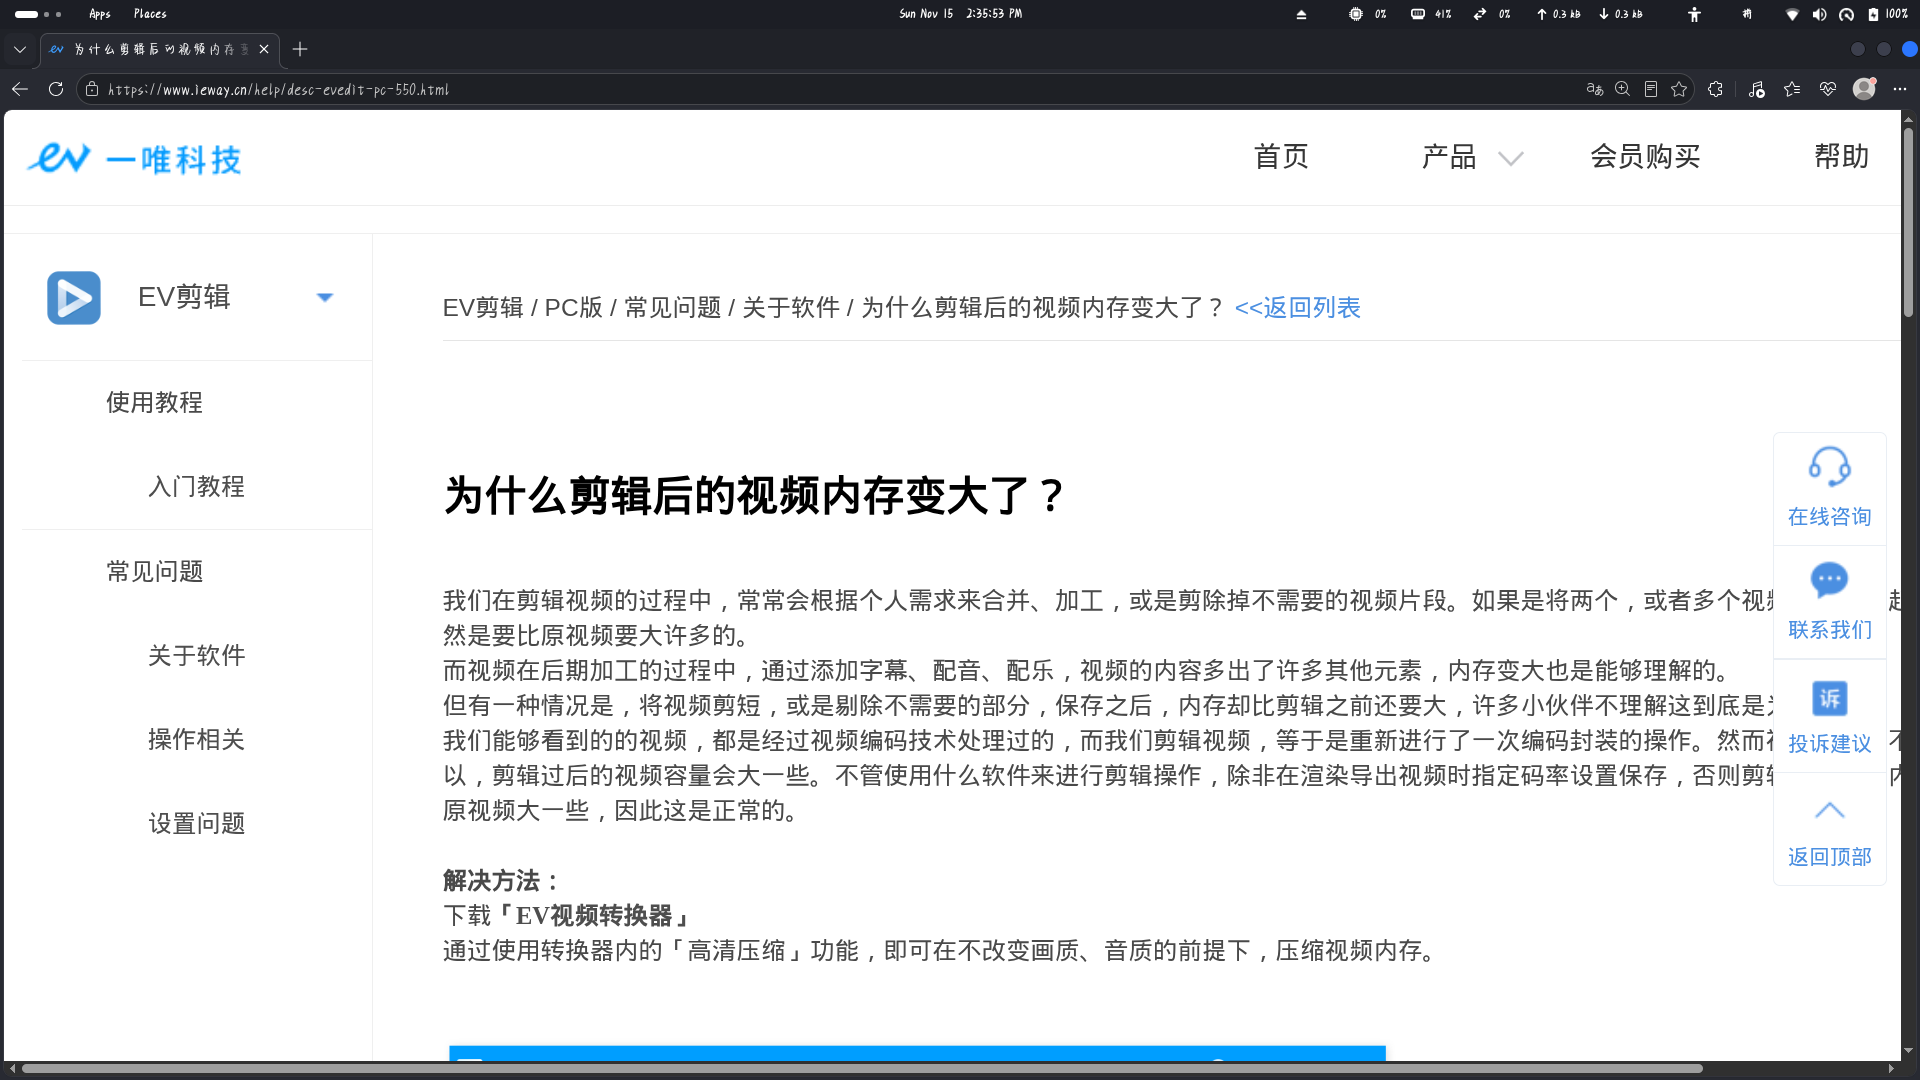 Apps Places Sun Nov 15 2:35:53 PM 0% 41% 0% 0.3 kB 0.3 kB 100%
为什么剪辑后的视频内存变
https://www.ieway.cn/help/desc-evedit-pc-550.html
ev 一唯科技 首页 产品 会员购买 帮助
EV剪辑
EV剪辑 / PC版 / 常见问题 / 关于软件 / 为什么剪辑后的视频内存变大了？ <<返回列表
使用教程
入门教程
常见问题
关于软件
操作相关
设置问题
为什么剪辑后的视频内存变大了？
我们在剪辑视频的过程中，常常会根据个人需求来合并、加工，或是剪除掉不需要的视频片段。如果是将两个，或者多个视频
然是要比原视频要大许多的。
而视频在后期加工的过程中，通过添加字幕、配音、配乐，视频的内容多出了许多其他元素，内存变大也是能够理解的。
但有一种情况是，将视频剪短，或是剔除不需要的部分，保存之后，内存却比剪辑之前还要大，许多小伙伴不理解这到底是
我们能够看到的的视频，都是经过视频编码技术处理过的，而我们剪辑视频，等于是重新进行了一次编码封装的操作。然而
以，剪辑过后的视频容量会大一些。不管使用什么软件来进行剪辑操作，除非在渲染导出视频时指定码率设置保存，否则剪辑
原视频大一些，因此这是正常的。
解决方法：
下载「EV视频转换器」
通过使用转换器内的「高清压缩」功能，即可在不改变画质、音质的前提下，压缩视频内存。
在线咨询
联系我们
诉
投诉建议
返回顶部